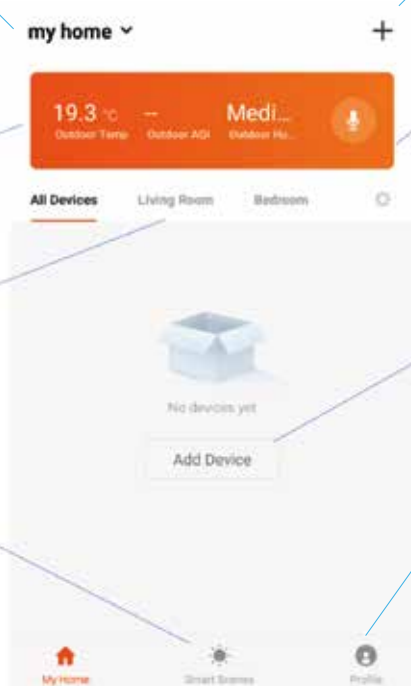 my home
19.3 °C -- Medi...
Outdoor Temp Outdoor AQI Outdoor Hu...
All Devices Living Room Bedroom
No devices yet
Add Device
My Home Smart Scenes Profile